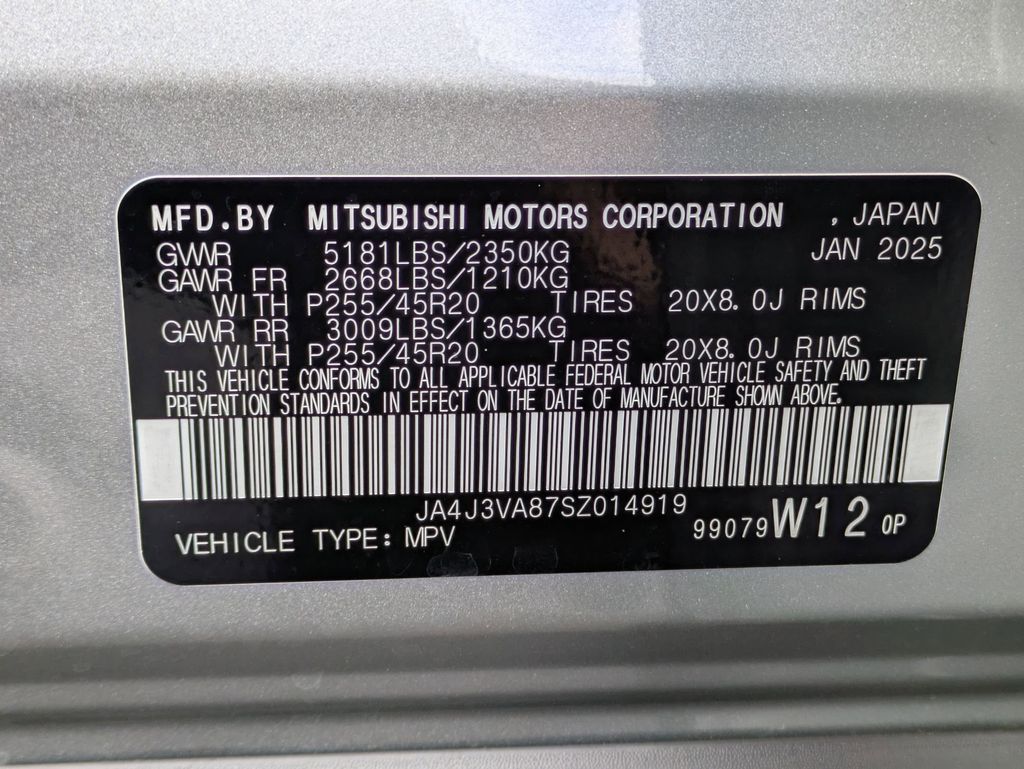 MFD.BY MITSUBISHI MOTORS CORPORATION , JAPAN
GVWR 5181LBS/2350KG JAN 2025
GAWR FR 2668LBS/1210KG
WITH P255/45R20 TIRES 20X8.0J RIMS
GAWR RR 3009LBS/1365KG
WITH P255/45R20 TIRES 20X8.0J RIMS
THIS VEHICLE CONFORMS TO ALL APPLICABLE FEDERAL MOTOR VEHICLE SAFETY AND THEFT
PREVENTION STANDARDS IN EFFECT ON THE DATE OF MANUFACTURE SHOWN ABOVE.
JA4J3VA87SZ014919
VEHICLE TYPE: MPV 99079 W12 0P